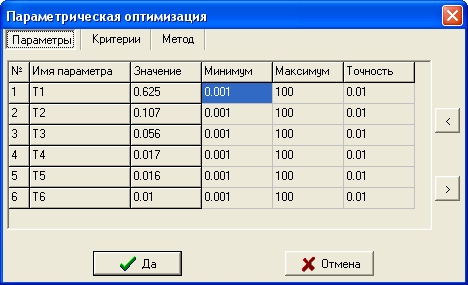 Параметрическая оптимизация
Параметры Критерии Метод
№ Имя параметра Значение Минимум Максимум Точность
1 T1 0.625 0.001 100 0.01
2 T2 0.107 0.001 100 0.01
3 T3 0.056 0.001 100 0.01
4 T4 0.017 0.001 100 0.01
5 T5 0.016 0.001 100 0.01
6 T6 0.01 0.001 100 0.01
<
>
Да Отмена